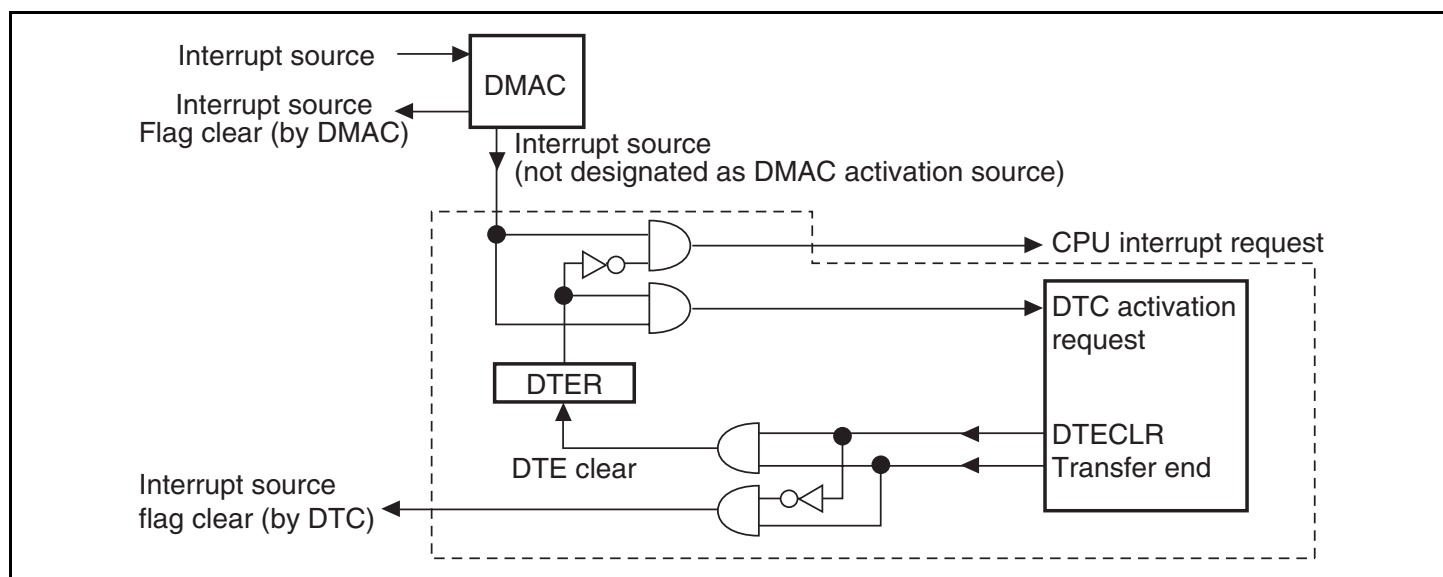 Interrupt source
DMAC
Interrupt source
Flag clear (by DMAC)
Interrupt source
(not designated as DMAC activation source)
CPU interrupt request
DTC activation
request
DTER
DTECLR
Transfer end
DTE clear
Interrupt source
flag clear (by DTC)